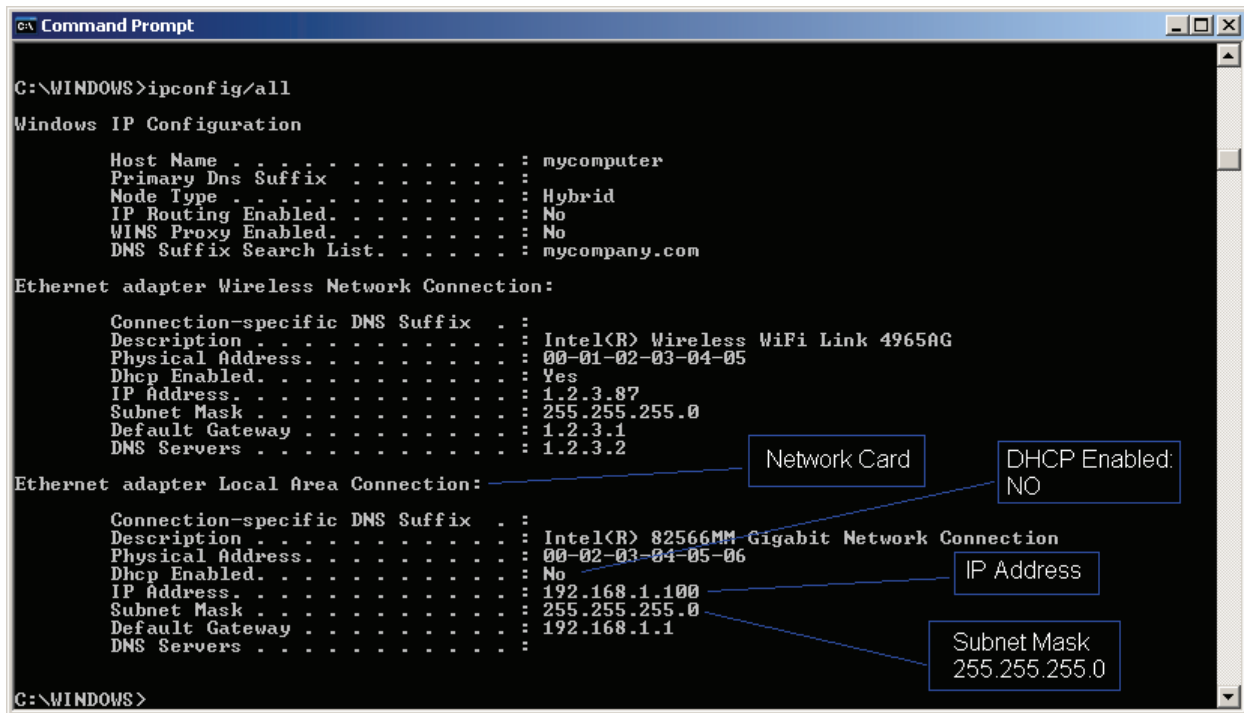 Command Prompt
C:\WINDOWS>ipconfig/all
Windows IP Configuration
Host Name . . . . . . . . . . . . : mycomputer
Primary Dns Suffix  . . . . . . . :
Node Type . . . . . . . . . . . . : Hybrid
IP Routing Enabled. . . . . . . . : No
WINS Proxy Enabled. . . . . . . . : No
DNS Suffix Search List. . . . . . : mycompany.com
Ethernet adapter Wireless Network Connection:
Connection-specific DNS Suffix  . :
Description . . . . . . . . . . . : Intel(R) Wireless WiFi Link 4965AG
Physical Address. . . . . . . . . : 00-01-02-03-04-05
Dhcp Enabled. . . . . . . . . . . : Yes
IP Address. . . . . . . . . . . . : 1.2.3.87
Subnet Mask . . . . . . . . . . . : 255.255.255.0
Default Gateway . . . . . . . . . : 1.2.3.1
DNS Servers . . . . . . . . . . . : 1.2.3.2
Network Card
DHCP Enabled:
NO
Ethernet adapter Local Area Connection:
Connection-specific DNS Suffix  . :
Description . . . . . . . . . . . : Intel(R) 82566MM Gigabit Network Connection
Physical Address. . . . . . . . . : 00-02-03-04-05-06
Dhcp Enabled. . . . . . . . . . . : No
IP Address. . . . . . . . . . . . : 192.168.1.100
Subnet Mask . . . . . . . . . . . : 255.255.255.0
Default Gateway . . . . . . . . . : 192.168.1.1
DNS Servers . . . . . . . . . . . :
IP Address
Subnet Mask
255.255.255.0
C:\WINDOWS>